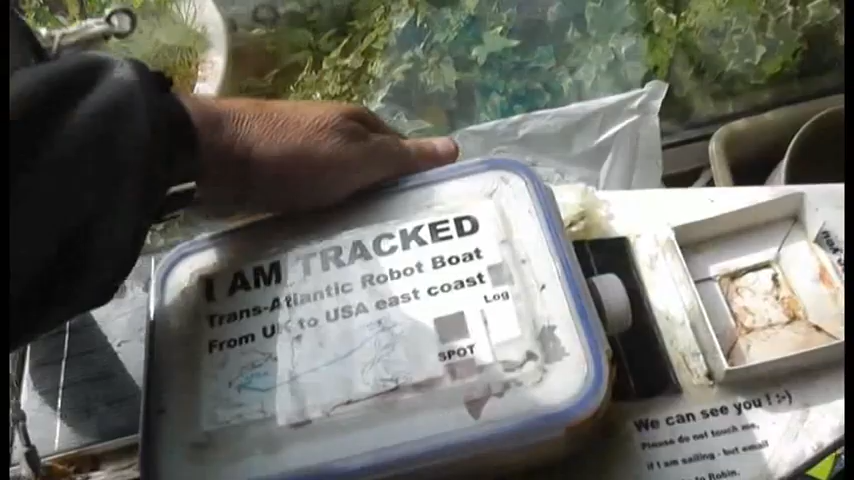 I AM TRACKED
Trans-Atlantic Robot Boat
From UK to USA east coast
Log
SPOT
We can see you ! :-)
Please do not touch me,
if I am sailing - but email
to Robin.